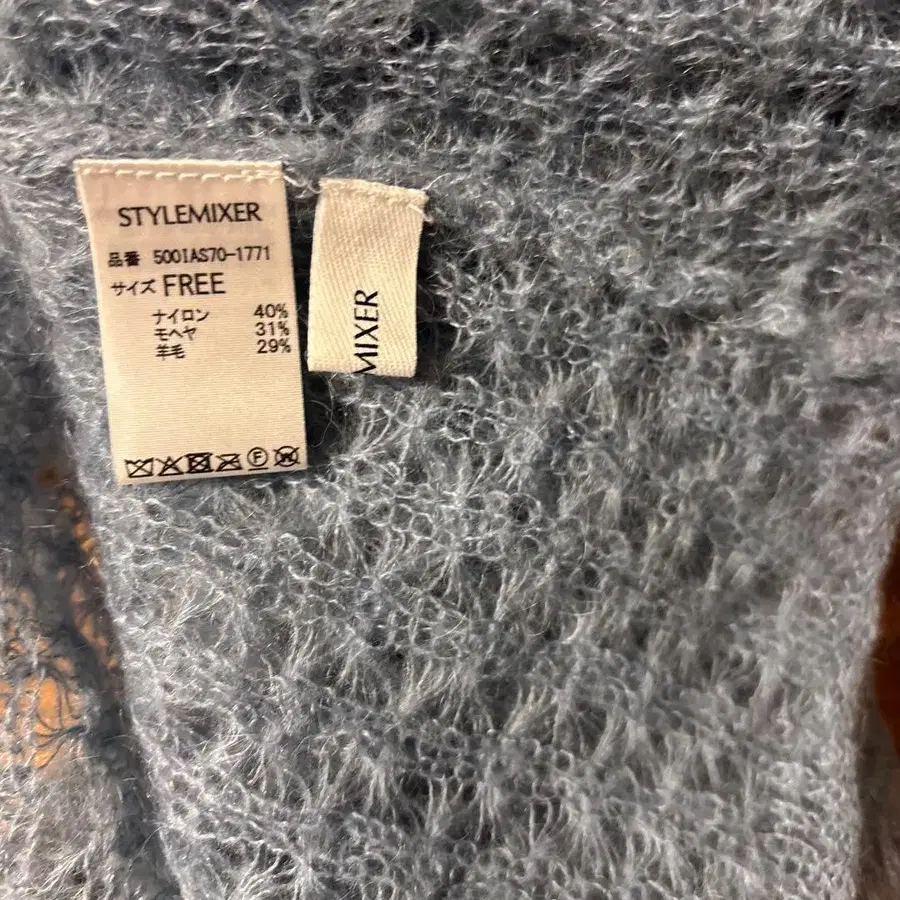 STYLEMIXER
品番 500IAS70-1771
サイズ FREE
ナイロン 40%
モヘヤ 31%
羊毛 29%
F
W
MIXER